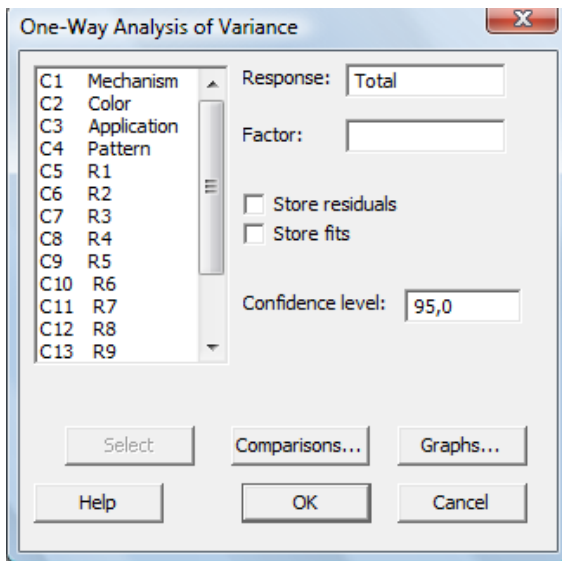 One-Way Analysis of Variance
C1 Mechanism
C2 Color
C3 Application
C4 Pattern
C5 R1
C6 R2
C7 R3
C8 R4
C9 R5
C10 R6
C11 R7
C12 R8
C13 R9
Response: Total
Factor:
Store residuals
Store fits
Confidence level: 95,0
Select Comparisons... Graphs...
Help OK Cancel